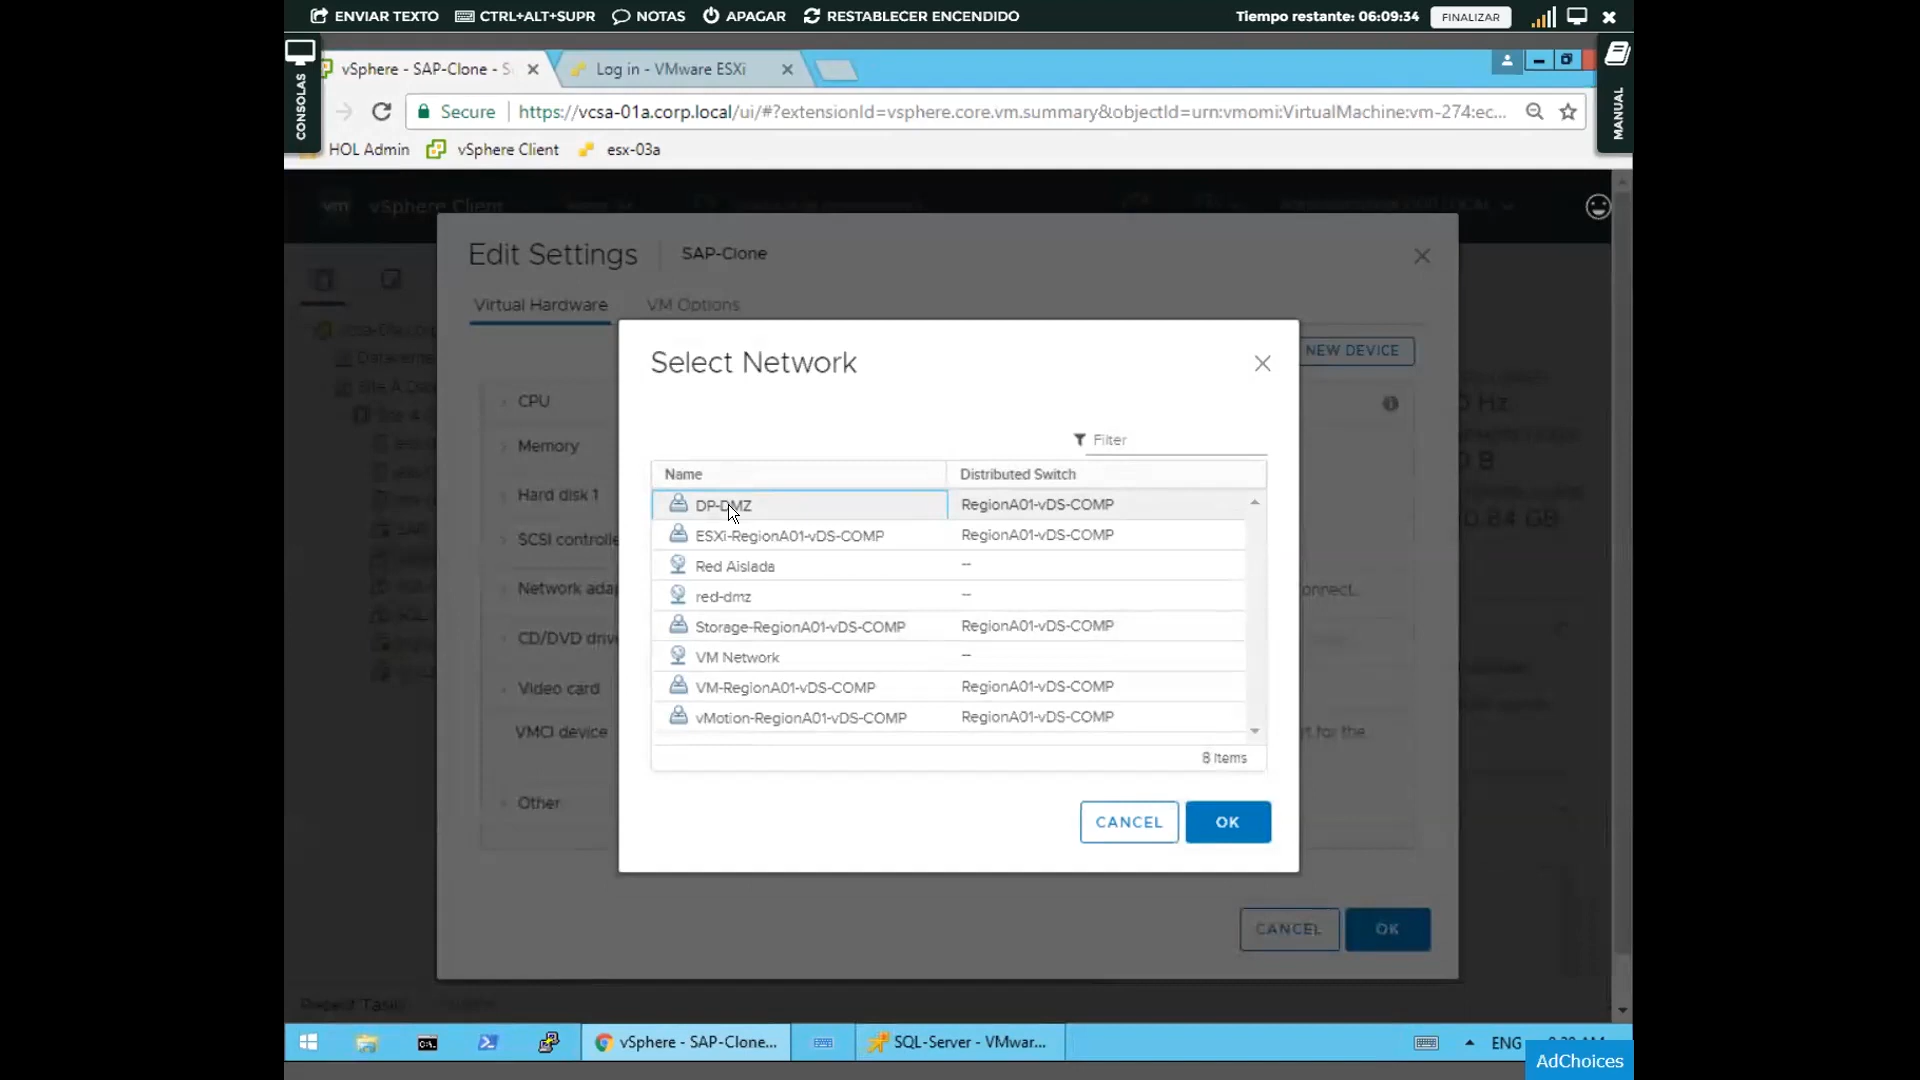 ENVIAR TEXTO CTRL+ALT+SUPR NOTAS APAGAR RESTABLECER ENCENDIDO Tiempo restante: 06:09:34 FINALIZAR
CONSOLAS
MANUAL
vSphere - SAP-Clone - S Log in - VMware ESXi
Secure https://vcsa-01a.corp.local/ui/#?extensionId=vsphere.core.vm.summary&objectId=urn:vmomi:VirtualMachine:vm-274:ec...
HOL Admin vSphere Client esx-03a
vm vSphere Client
Edit Settings SAP-Clone
Virtual Hardware VM Options
NEW DEVICE
CPU
Memory
Hard disk 1
SCSI controlle
Network adap
CD/DVD drive
Video card
VMCI device
Other
Select Network
Filter
Name Distributed Switch
DP-DMZ RegionA01-vDS-COMP
ESXi-RegionA01-vDS-COMP RegionA01-vDS-COMP
Red Aislada --
red-dmz --
Storage-RegionA01-vDS-COMP RegionA01-vDS-COMP
VM Network --
VM-RegionA01-vDS-COMP RegionA01-vDS-COMP
vMotion-RegionA01-vDS-COMP RegionA01-vDS-COMP
8 items
CANCEL OK
CANCEL OK
vSphere - SAP-Clone... SQL-Server - VMwar... ENG
AdChoices